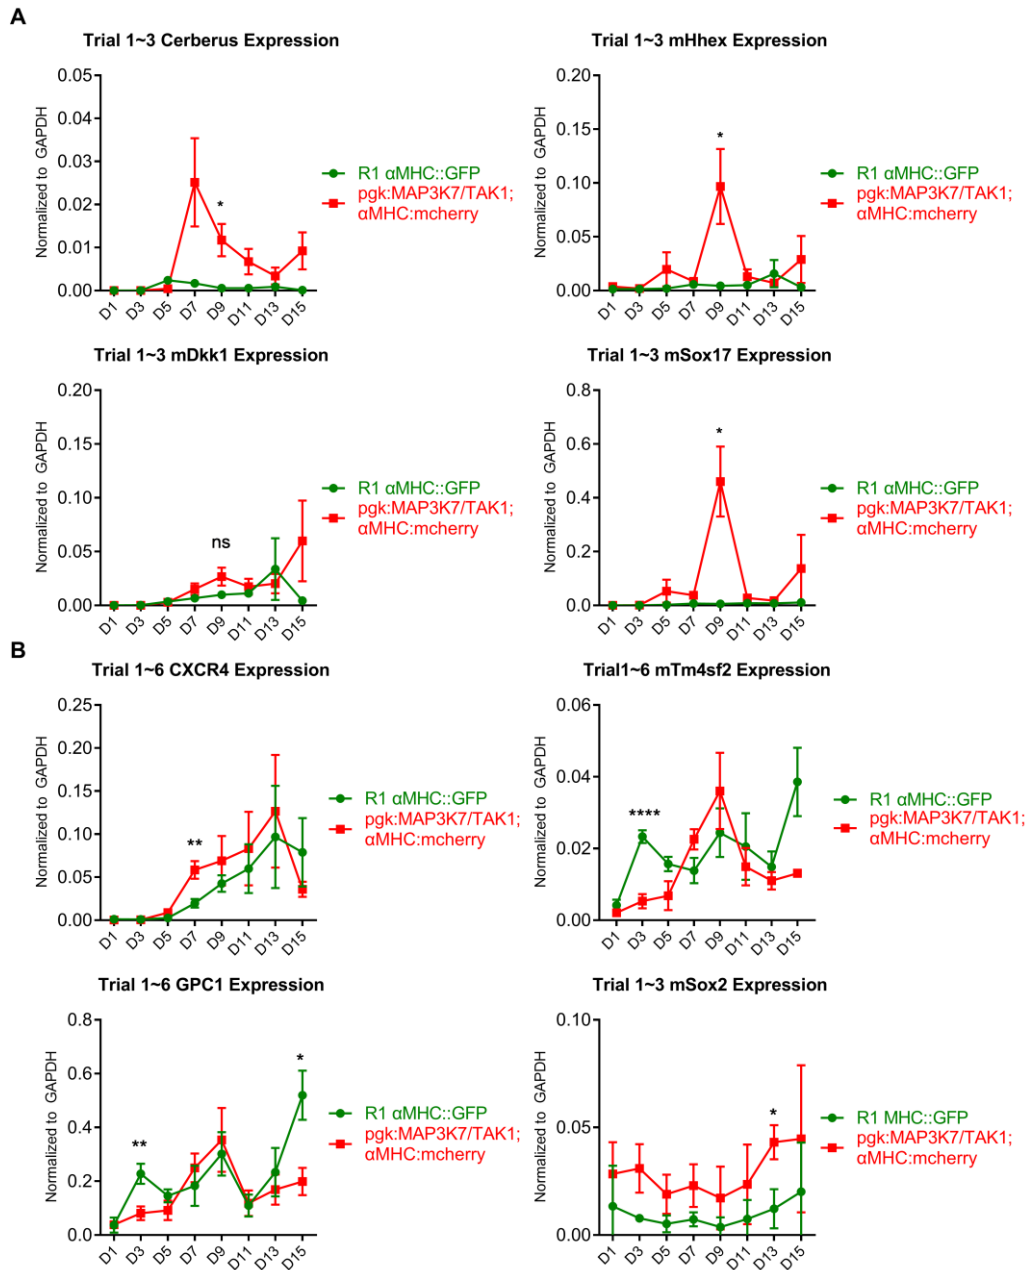 A
Trial 1~3 Cerberus Expression
Normalized to GAPDH
0.05
0.04
0.03
0.02
0.01
0.00
*
D1 D3 D5 D7 D9 D11 D13 D15
R1 αMHC::GFP
pgk:MAP3K7/TAK1;
αMHC:mcherry
Trial 1~3 mHhex Expression
Normalized to GAPDH
0.20
0.15
0.10
0.05
0.00
*
D1 D3 D5 D7 D9 D11 D13 D15
R1 αMHC::GFP
pgk:MAP3K7/TAK1;
αMHC:mcherry
Trial 1~3 mDkk1 Expression
Normalized to GAPDH
0.20
0.15
0.10
0.05
0.00
ns
D1 D3 D5 D7 D9 D11 D13 D15
R1 αMHC::GFP
pgk:MAP3K7/TAK1;
αMHC:mcherry
Trial 1~3 mSox17 Expression
Normalized to GAPDH
0.8
0.6
0.4
0.2
0.0
*
D1 D3 D5 D7 D9 D11 D13 D15
R1 αMHC::GFP
pgk:MAP3K7/TAK1;
αMHC:mcherry
B
Trial 1~6 CXCR4 Expression
Normalized to GAPDH
0.25
0.20
0.15
0.10
0.05
0.00
**
D1 D3 D5 D7 D9 D11 D13 D15
R1 αMHC::GFP
pgk:MAP3K7/TAK1;
αMHC:mcherry
Trial1~6 mTm4sf2 Expression
Normalized to GAPDH
0.06
0.04
0.02
0.00
****
D1 D3 D5 D7 D9 D11 D13 D15
R1 αMHC::GFP
pgk:MAP3K7/TAK1;
αMHC:mcherry
Trial 1~6 GPC1 Expression
Normalized to GAPDH
0.8
0.6
0.4
0.2
0.0
**
*
D1 D3 D5 D7 D9 D11 D13 D15
R1 αMHC::GFP
pgk:MAP3K7/TAK1;
αMHC:mcherry
Trial 1~3 mSox2 Expression
Normalized to GAPDH
0.10
0.05
0.00
*
D1 D3 D5 D7 D9 D11 D13 D15
R1 MHC::GFP
pgk:MAP3K7/TAK1;
αMHC:mcherry